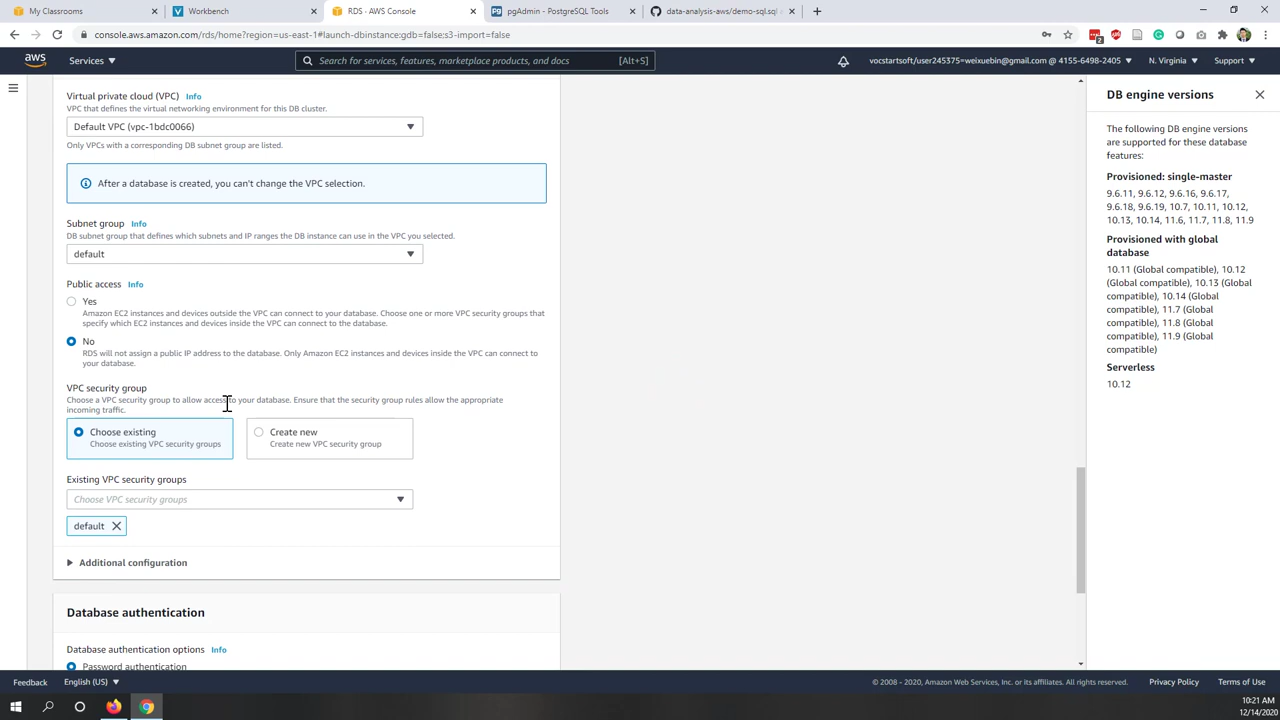 My Classrooms
Workbench
RDS · AWS Console
pgAdmin - PostgreSQL Tools
data-analysis-aws/demo-sql.sql
console.aws.amazon.com/rds/home?region=us-east-1#launch-dbinstance:gdb=false;s3-import=false
2
aws
Services
Search for services, features, marketplace products, and docs
[Alt+S]
vocstartsoft/user245375=weixuebin@gmail.com @ 4155-6498-2405
N. Virginia
Support
Virtual private cloud (VPC) Info
VPC that defines the virtual networking environment for this DB cluster.
Default VPC (vpc-1bdc0066)
Only VPCs with a corresponding DB subnet group are listed.
After a database is created, you can't change the VPC selection.
Subnet group Info
DB subnet group that defines which subnets and IP ranges the DB instance can use in the VPC you selected.
default
Public access Info
Yes
Amazon EC2 instances and devices outside the VPC can connect to your database. Choose one or more VPC security groups that
specify which EC2 instances and devices inside the VPC can connect to the database.
No
RDS will not assign a public IP address to the database. Only Amazon EC2 instances and devices inside the VPC can connect to
your database.
VPC security group
Choose a VPC security group to allow access to your database. Ensure that the security group rules allow the appropriate
incoming traffic.
Choose existing
Choose existing VPC security groups
Create new
Create new VPC security group
Existing VPC security groups
Choose VPC security groups
default
Additional configuration
Database authentication
Database authentication options Info
Password authentication
DB engine versions
The following DB engine versions
are supported for these database
features:
Provisioned: single-master
9.6.11, 9.6.12, 9.6.16, 9.6.17,
9.6.18, 9.6.19, 10.7, 10.11, 10.12,
10.13, 10.14, 11.6, 11.7, 11.8, 11.9
Provisioned with global
database
10.11 (Global compatible), 10.12
(Global compatible), 10.13 (Global
compatible), 10.14 (Global
compatible), 11.7 (Global
compatible), 11.8 (Global
compatible), 11.9 (Global
compatible)
Serverless
10.12
Feedback
English (US)
© 2008 - 2020, Amazon Web Services, Inc. or its affiliates. All rights reserved.
Privacy Policy
Terms of Use
10:21 AM
12/14/2020